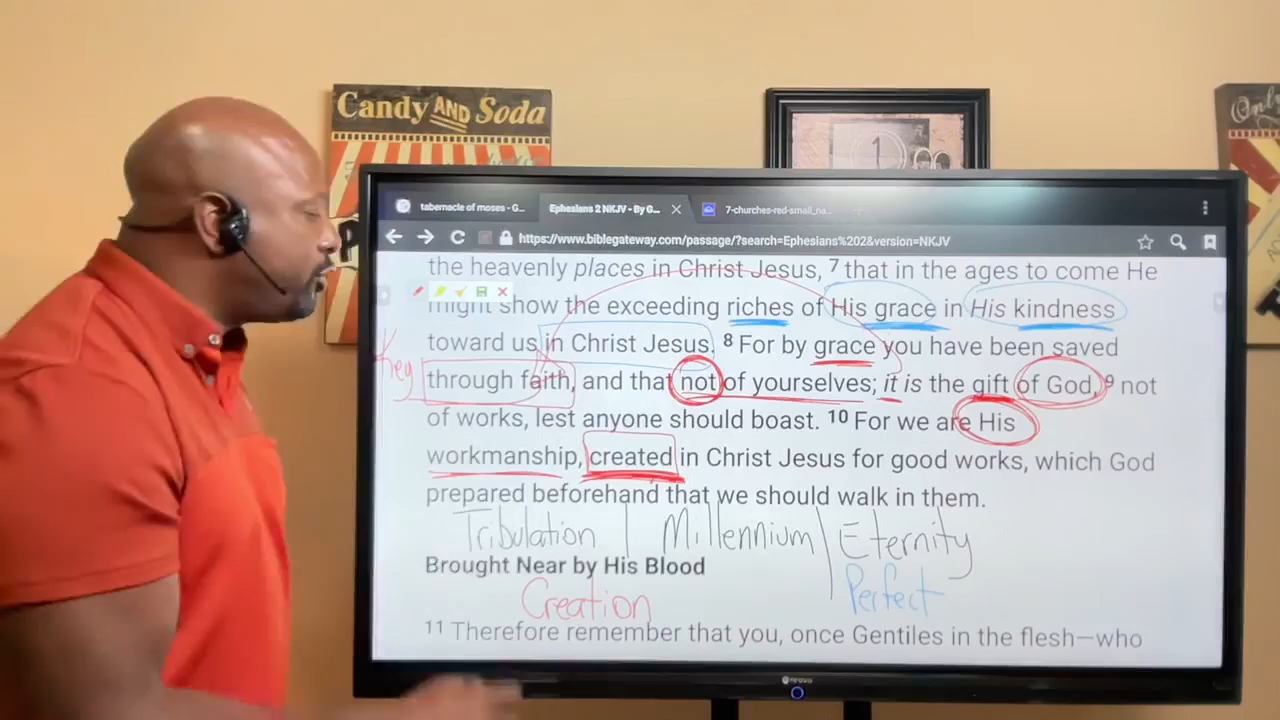 Candy AND Soda
1
Only
tabernacle of moses - G...
Ephesians 2 NKJV - By G...
7-churches-red-small_na...
https://www.biblegateway.com/passage/?search=Ephesians%202&version=NKJV
the heavenly places in Christ Jesus, 7 that in the ages to come He
might show the exceeding riches of His grace in His kindness
toward us in Christ Jesus. 8 For by grace you have been saved
Key
through faith, and that not of yourselves; it is the gift of God, 9 not
of works, lest anyone should boast. 10 For we are His
workmanship, created in Christ Jesus for good works, which God
prepared beforehand that we should walk in them.
Tribulation | Millennium | Eternity
Brought Near by His Blood
Creation Perfect
11 Therefore remember that you, once Gentiles in the flesh—who